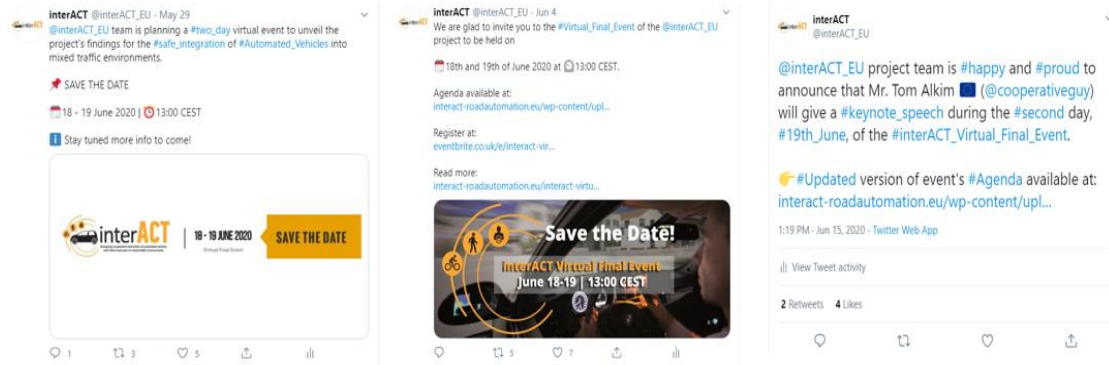 interACT @interACT_EU · May 29
@interACT_EU team is planning a #two_day virtual event to unveil the
project's findings for the #safe_integration of #Automated_Vehicles into
mixed traffic environments.
📌 SAVE THE DATE
📅 18 - 19 June 2020 | ⏰ 13:00 CEST
ℹ️ Stay tuned more info to come!
interACT
18 - 19 JUNE 2020
Virtual Final Event
SAVE THE DATE
1 3 5
interACT @interACT_EU · Jun 4
We are glad to invite you to the #Virtual_Final_Event of the @interACT_EU
project to be held on
📅 18th and 19th of June 2020 at 🕐 13:00 CEST.
Agenda available at:
interact-roadautomation.eu/wp-content/upl...
Register at:
eventbrite.co.uk/e/interact-vir...
Read more:
interact-roadautomation.eu/interact-virtu...
Save the Date!
interACT Virtual Final Event
June 18-19 | 13:00 CEST
5 7
interACT
@interACT_EU
@interACT_EU project team is #happy and #proud to
announce that Mr. Tom Alkim 🇪🇺 (@cooperativeguy)
will give a #keynote_speech during the #second day,
#19th_June, of the #interACT_Virtual_Final_Event.
👉#Updated version of event's #Agenda available at:
interact-roadautomation.eu/wp-content/upl...
1:19 PM · Jun 15, 2020 · Twitter Web App
View Tweet activity
2 Retweets 4 Likes